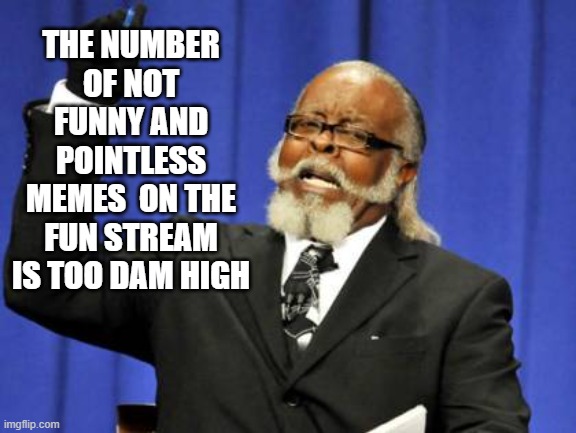 THE NUMBER
OF NOT
FUNNY AND
POINTLESS
MEMES  ON THE
FUN STREAM
IS TOO DAM HIGH
imgflip.com